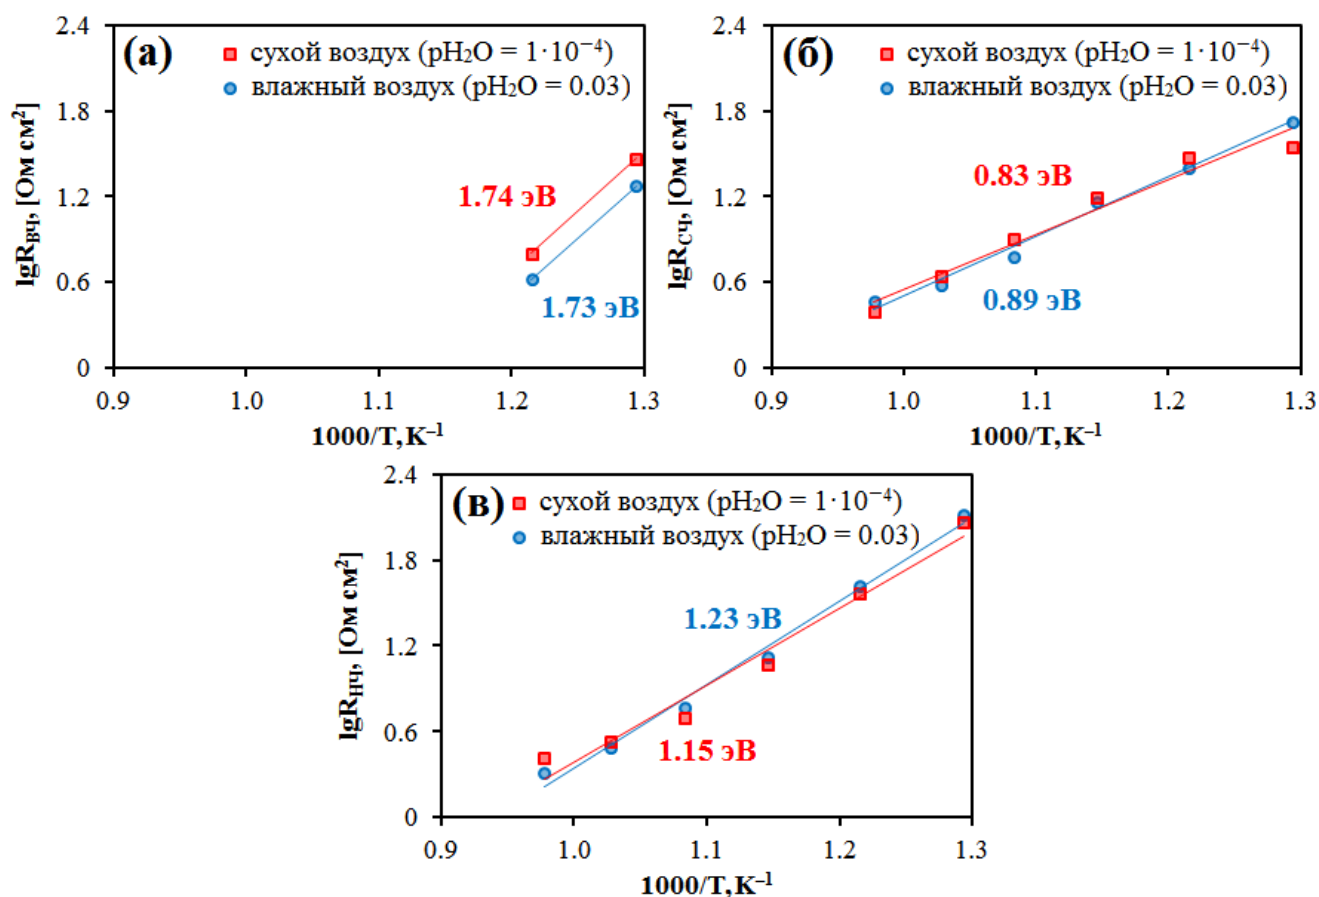 (а)
сухой воздух (pH₂O = 1·10⁻⁴)
влажный воздух (pH₂O = 0.03)
lgRвч, [Ом см²]
2.4
1.8
1.2
0.6
0
1.74 эВ
1.73 эВ
0.9 1.0 1.1 1.2 1.3
1000/T, K⁻¹
(б)
сухой воздух (pH₂O = 1·10⁻⁴)
влажный воздух (pH₂O = 0.03)
lgRСЧ, [Ом см²]
2.4
1.8
1.2
0.6
0
0.83 эВ
0.89 эВ
0.9 1.0 1.1 1.2 1.3
1000/T, K⁻¹
(в)
сухой воздух (pH₂O = 1·10⁻⁴)
влажный воздух (pH₂O = 0.03)
lgRНЧ, [Ом см²]
2.4
1.8
1.2
0.6
0
1.23 эВ
1.15 эВ
0.9 1.0 1.1 1.2 1.3
1000/T, K⁻¹